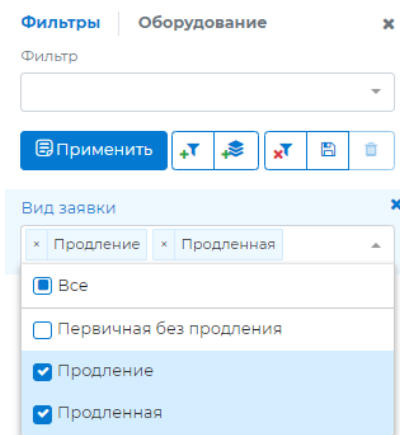 Фильтры Оборудование
Фильтр
Применить
Вид заявки
Продление Продленная
Все
Первичная без продления
Продление
Продленная